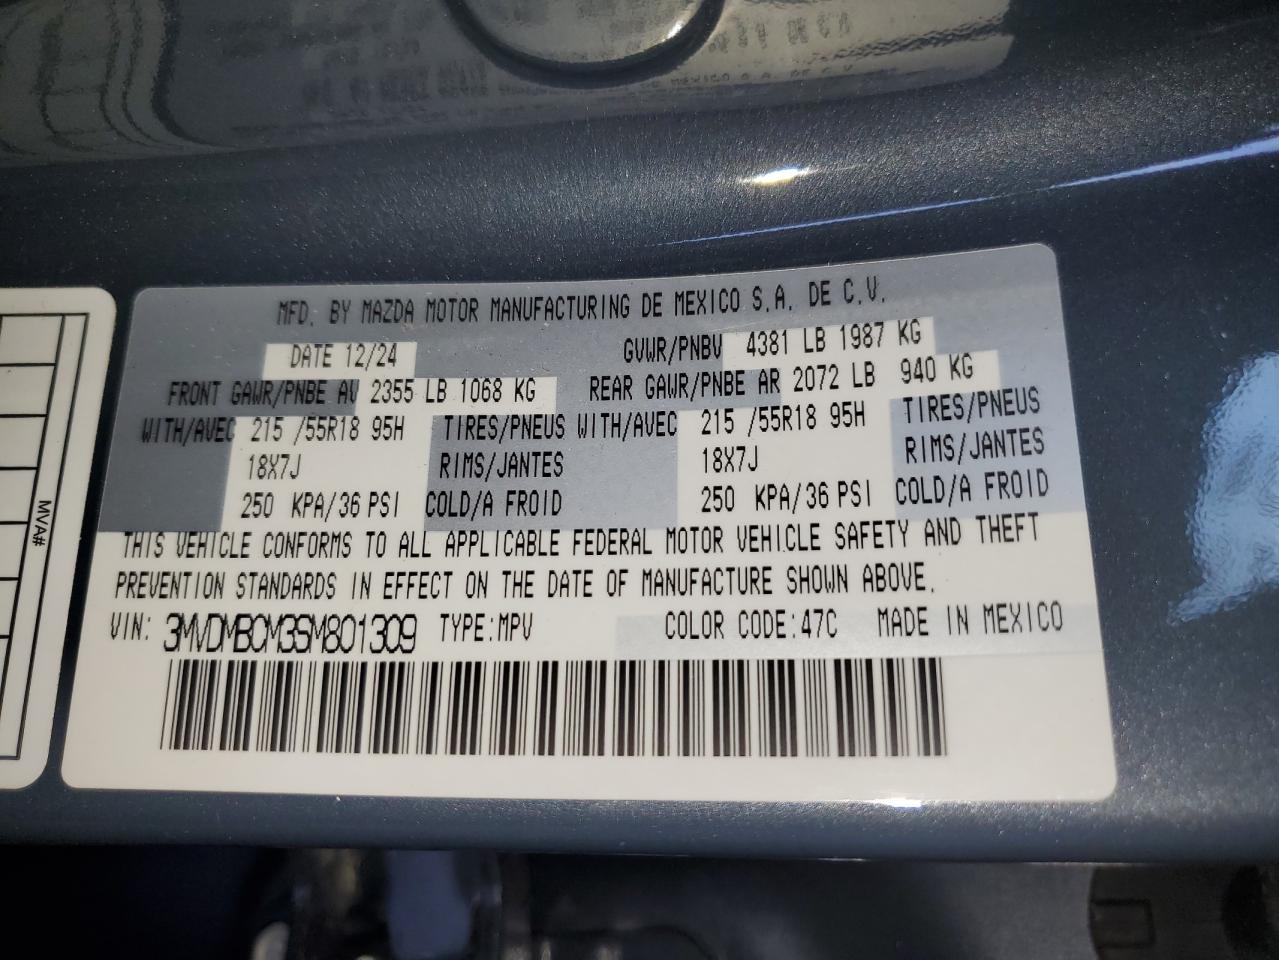 MFD. BY MAZDA MOTOR MANUFACTURING DE MEXICO S.A. DE C.V.
DATE 12/24 GVWR/PNBV 4381 LB 1987 KG
FRONT GAWR/PNBE AV 2355 LB 1068 KG REAR GAWR/PNBE AR 2072 LB 940 KG
WITH/AVEC 215 /55R18 95H TIRES/PNEUS WITH/AVEC 215 /55R18 95H TIRES/PNEUS
18X7J RIMS/JANTES 18X7J RIMS/JANTES
250 KPA/36 PSI COLD/A FROID 250 KPA/36 PSI COLD/A FROID
THIS VEHICLE CONFORMS TO ALL APPLICABLE FEDERAL MOTOR VEHICLE SAFETY AND THEFT
PREVENTION STANDARDS IN EFFECT ON THE DATE OF MANUFACTURE SHOWN ABOVE.
VIN: 3MVDMBCM3SM801309 TYPE:MPV COLOR CODE:47C MADE IN MEXICO
MVA#